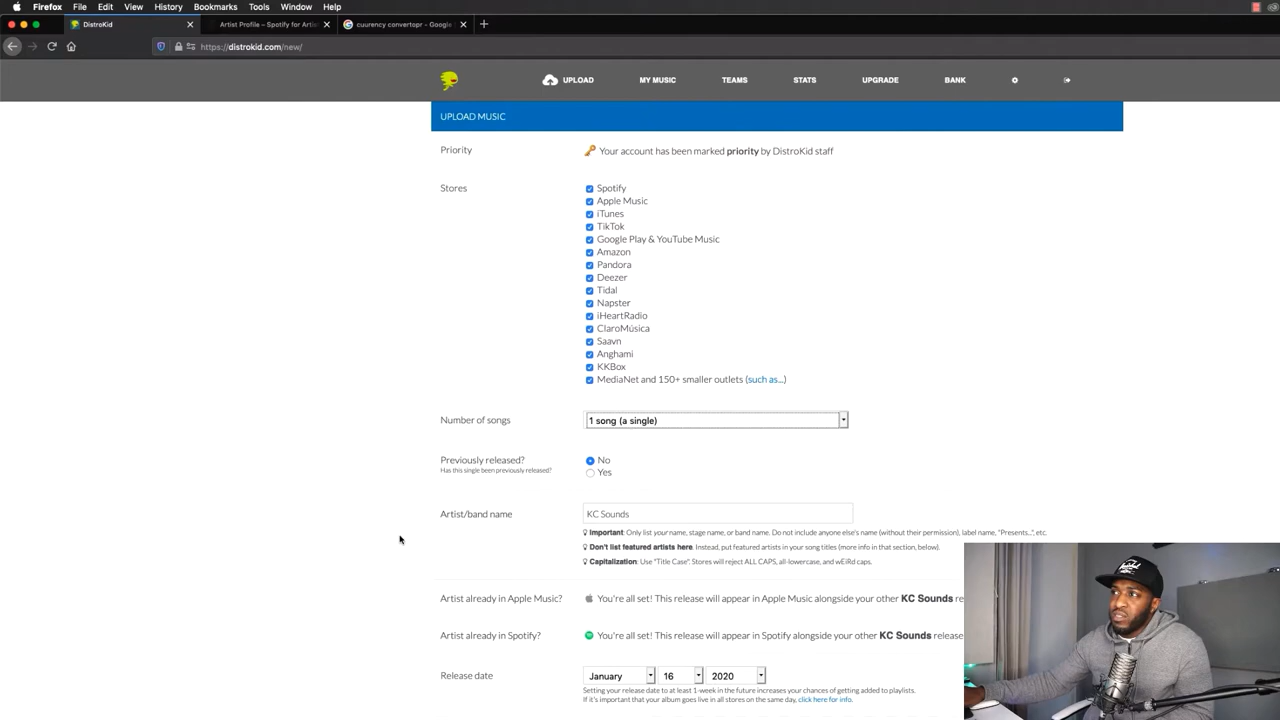 Firefox File Edit View History Bookmarks Tools Window Help
DistroKid
Artist Profile – Spotify for Artis
cuurency convertopr - Google
https://distrokid.com/new/
UPLOAD MY MUSIC TEAMS STATS UPGRADE BANK
UPLOAD MUSIC
Priority
Your account has been marked priority by DistroKid staff
Stores
Spotify
Apple Music
iTunes
TikTok
Google Play & YouTube Music
Amazon
Pandora
Deezer
Tidal
Napster
iHeartRadio
ClaroMúsica
Saavn
Anghami
KKBox
MediaNet and 150+ smaller outlets (such as...)
Number of songs
1 song (a single)
Previously released?
Has this single been previously released?
No
Yes
Artist/band name
KC Sounds
Important: Only list your name, stage name, or band name. Do not include anyone else's name (without their permission), label name, "Presents...", etc.
Don't list featured artists here. Instead, put featured artists in your song titles (more info in that section, below).
Capitalization: Use "Title Case". Stores will reject ALL CAPS, all-lowercase, and wEiRd caps.
Artist already in Apple Music?
You're all set! This release will appear in Apple Music alongside your other KC Sounds re
Artist already in Spotify?
You're all set! This release will appear in Spotify alongside your other KC Sounds release
Release date
January 16 2020
Setting your release date to at least 1-week in the future increases your chances of getting added to playlists.
If it's important that your album goes live in all stores on the same day, click here for info.